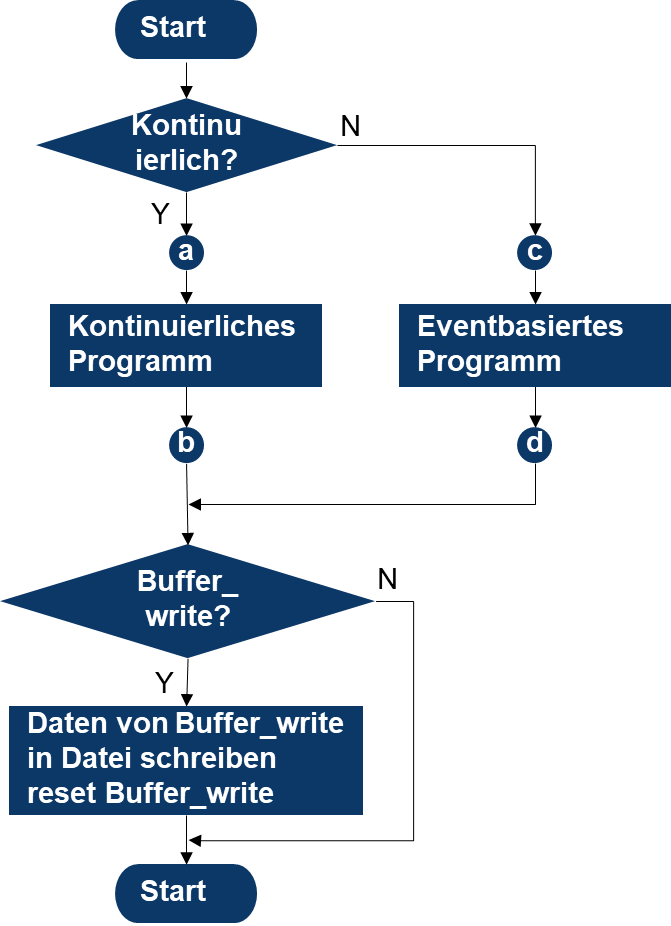 Start
Kontinu
ierlich?
N
Y
a
c
Kontinuierliches
Programm
Eventbasiertes
Programm
b
d
Buffer_
write?
N
Y
Daten von Buffer_write
in Datei schreiben
reset Buffer_write
Start